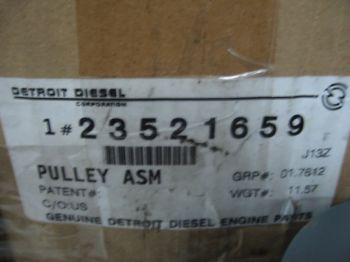 DETROIT DIESEL
CORPORATION
1 # 23521659
J13Z
PULLEY ASM
GRP#: 01.7612
PATENT#:
WGT#: 11.57
C/O:US
GENUINE DETROIT DIESEL ENGINE PARTS